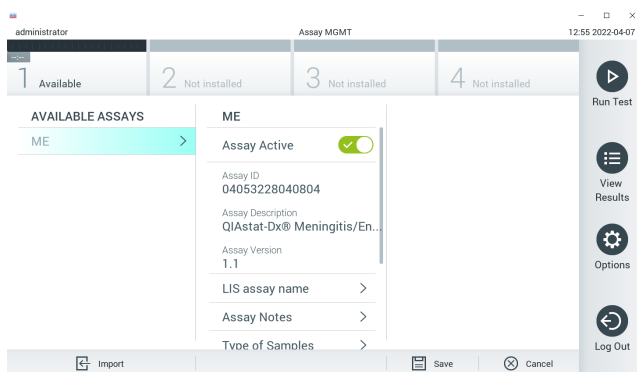 administrator Assay MGMT 12:55 2022-04-07
--:--
1 Available 2 Not installed 3 Not installed 4 Not installed
Run Test
AVAILABLE ASSAYS
ME
ME
Assay Active
Assay ID
04053228040804
Assay Description
QIAstat-Dx® Meningitis/En...
Assay Version
1.1
LIS assay name
Assay Notes
Type of Samples
View
Results
Options
Log Out
Import Save Cancel